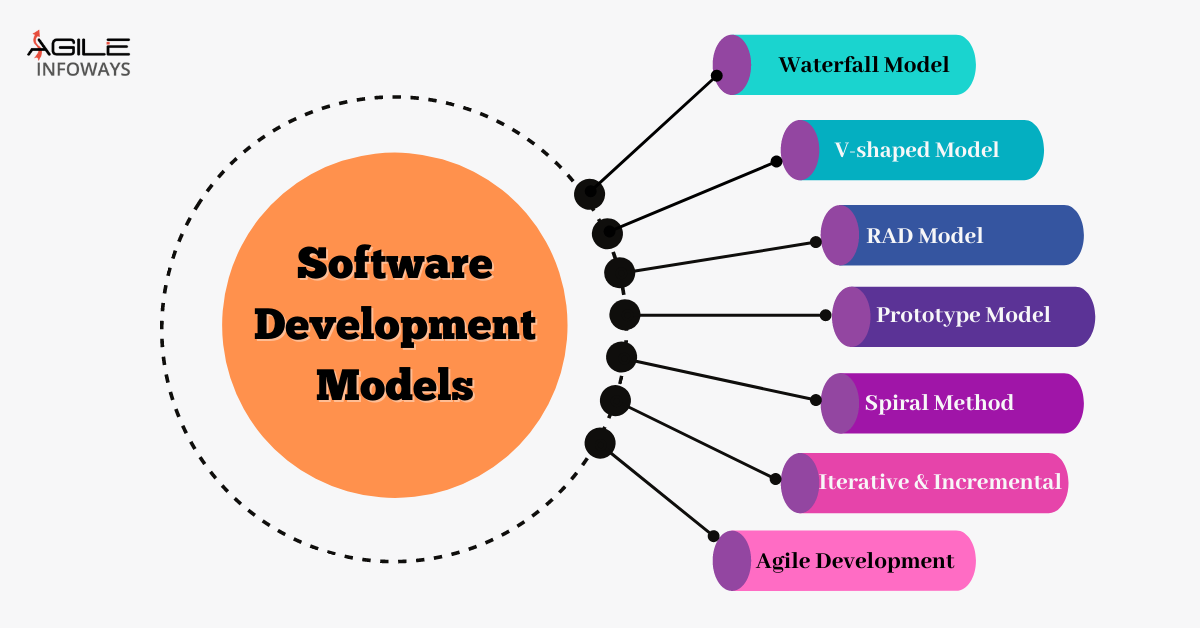 AGILE
INFOWAYS
Software
Development
Models
Waterfall Model
V-shaped Model
RAD Model
Prototype Model
Spiral Method
Iterative & Incremental
Agile Development